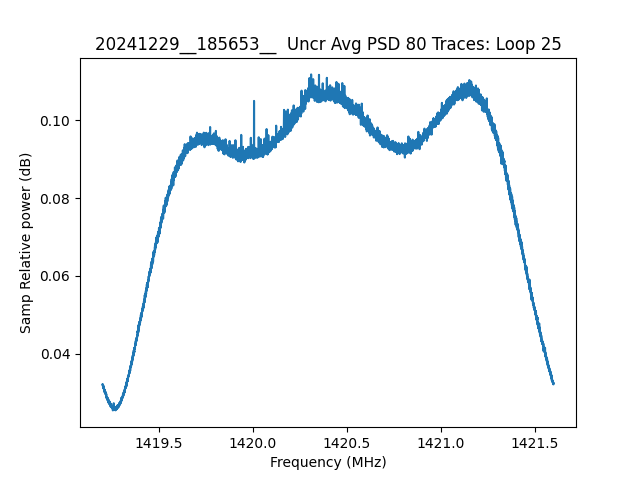 20241229__185653__  Uncr Avg PSD 80 Traces: Loop 25
Samp Relative power (dB)
0.10
0.08
0.06
0.04
1419.5 1420.0 1420.5 1421.0 1421.5
Frequency (MHz)